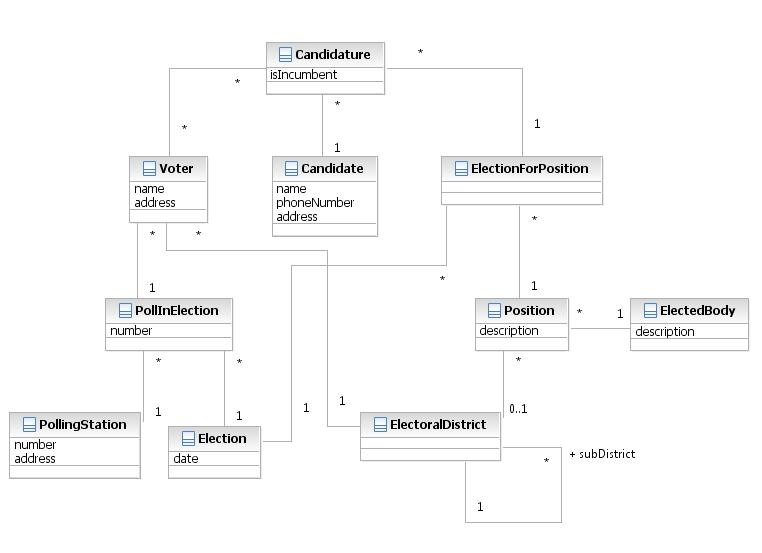 Candidature
*
isIncumbent
*
*
*
1
1
Voter
Candidate
ElectionForPosition
name
name
address
phoneNumber
address
*
*
*
*
1
1
PollInElection
Position
* 1
ElectedBody
number
description
description
*
*
*
1
1
1
0..1
1
PollingStation
Election
ElectoralDistrict
number
address
date
*
+ subDistrict
1